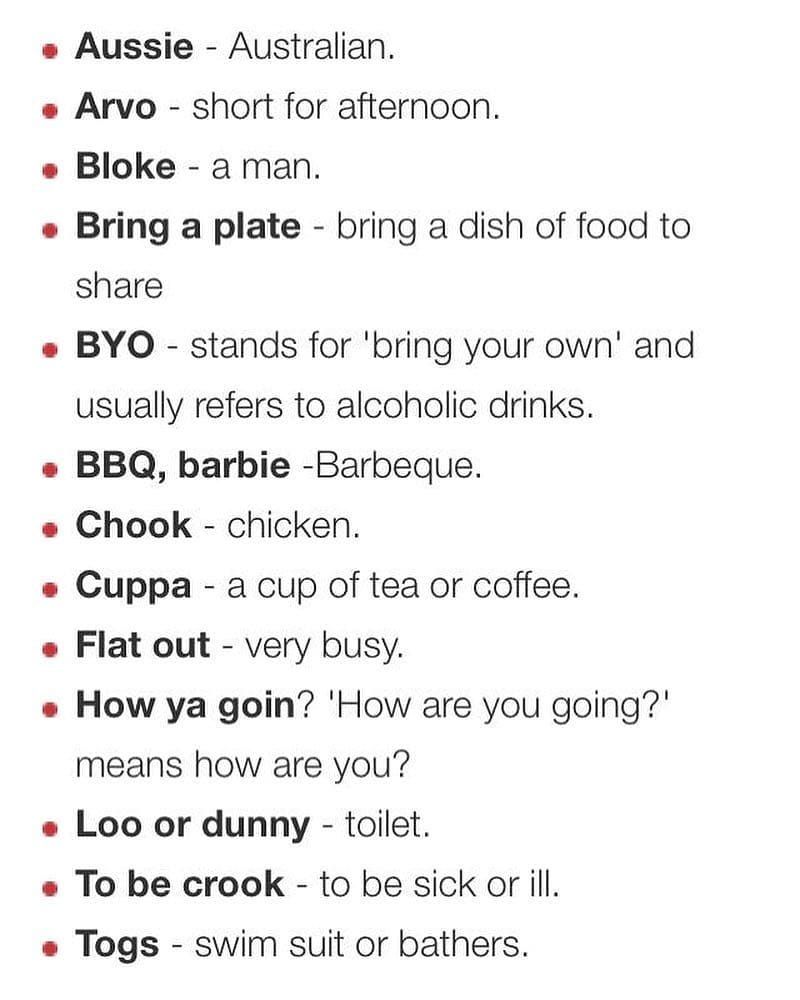 Aussie - Australian.
Arvo - short for afternoon.
Bloke - a man.
Bring a plate - bring a dish of food to
share
BYO - stands for 'bring your own' and
usually refers to alcoholic drinks.
BBQ, barbie -Barbeque.
Chook - chicken.
Cuppa - a cup of tea or coffee.
Flat out - very busy.
How ya goin? 'How are you going?'
means how are you?
Loo or dunny - toilet.
To be crook - to be sick or ill.
Togs - swim suit or bathers.